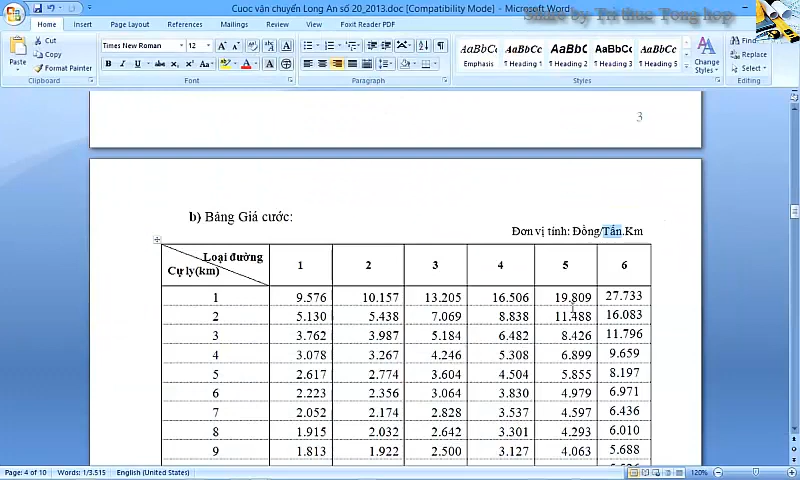 Cuoc vận chuyển Long An số 20_2013.doc [Compatibility Mode] - Microsoft Word
Share by Tri thuc Tong hop
Home Insert Page Layout References Mailings Review View Foxit Reader PDF
Cut
Copy
Format Painter
Paste
Clipboard
Times New Roman 12
Font
Paragraph
AaBbCc AaBbCc AaBbC AaBbCc AaBbCc
Emphasis ¶ Heading 1 ¶ Heading 2 ¶ Heading 3 ¶ Heading 5
Change Styles
Styles
Find
Replace
Select
Editing
3
b) Bảng Giá cước:
Đơn vị tính: Đồng/Tấn.Km
Loại đường
Cự ly(km)
1 2 3 4 5 6
1 9.576 10.157 13.205 16.506 19.809 27.733
2 5.130 5.438 7.069 8.838 11.488 16.083
3 3.762 3.987 5.184 6.482 8.426 11.796
4 3.078 3.267 4.246 5.308 6.899 9.659
5 2.617 2.774 3.604 4.504 5.855 8.197
6 2.223 2.356 3.064 3.830 4.979 6.971
7 2.052 2.174 2.828 3.537 4.597 6.436
8 1.915 2.032 2.642 3.301 4.293 6.010
9 1.813 1.922 2.500 3.127 4.063 5.688
Page: 4 of 10 Words: 1/3.515 English (United States) 120%